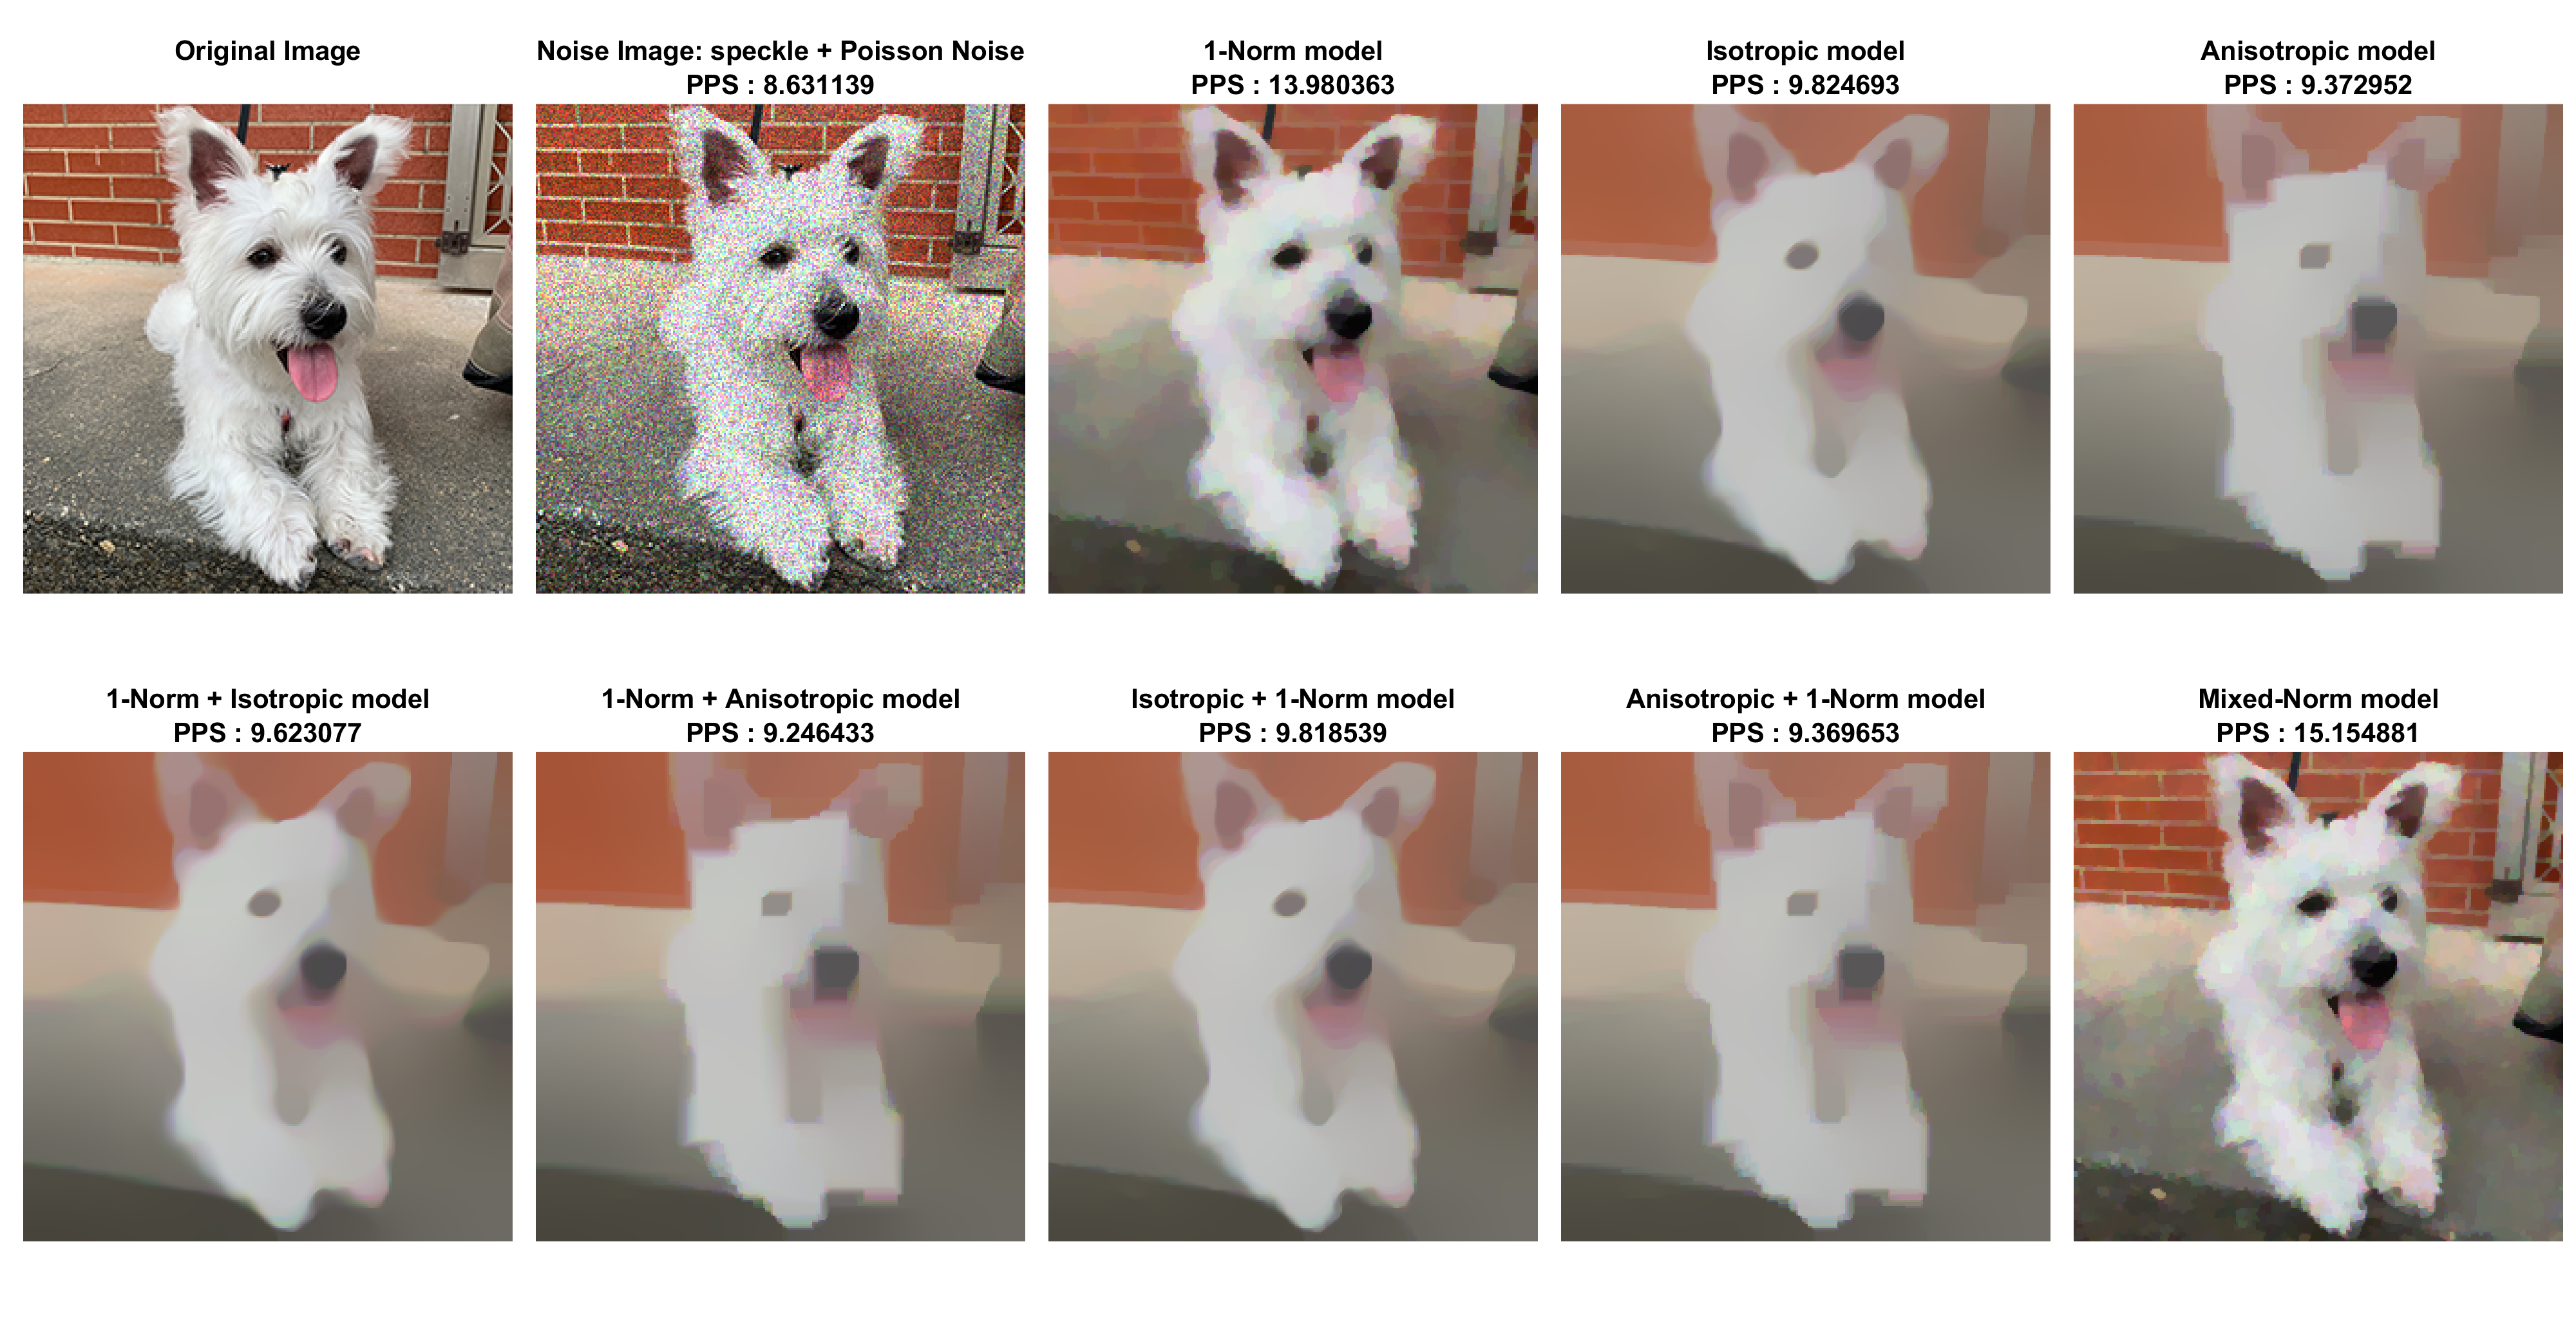 Original Image
Noise Image: speckle + Poisson Noise
PPS : 8.631139
1-Norm model
PPS : 13.980363
Isotropic model
PPS : 9.824693
Anisotropic model
PPS : 9.372952
1-Norm + Isotropic model
PPS : 9.623077
1-Norm + Anisotropic model
PPS : 9.246433
Isotropic + 1-Norm model
PPS : 9.818539
Anisotropic + 1-Norm model
PPS : 9.369653
Mixed-Norm model
PPS : 15.154881